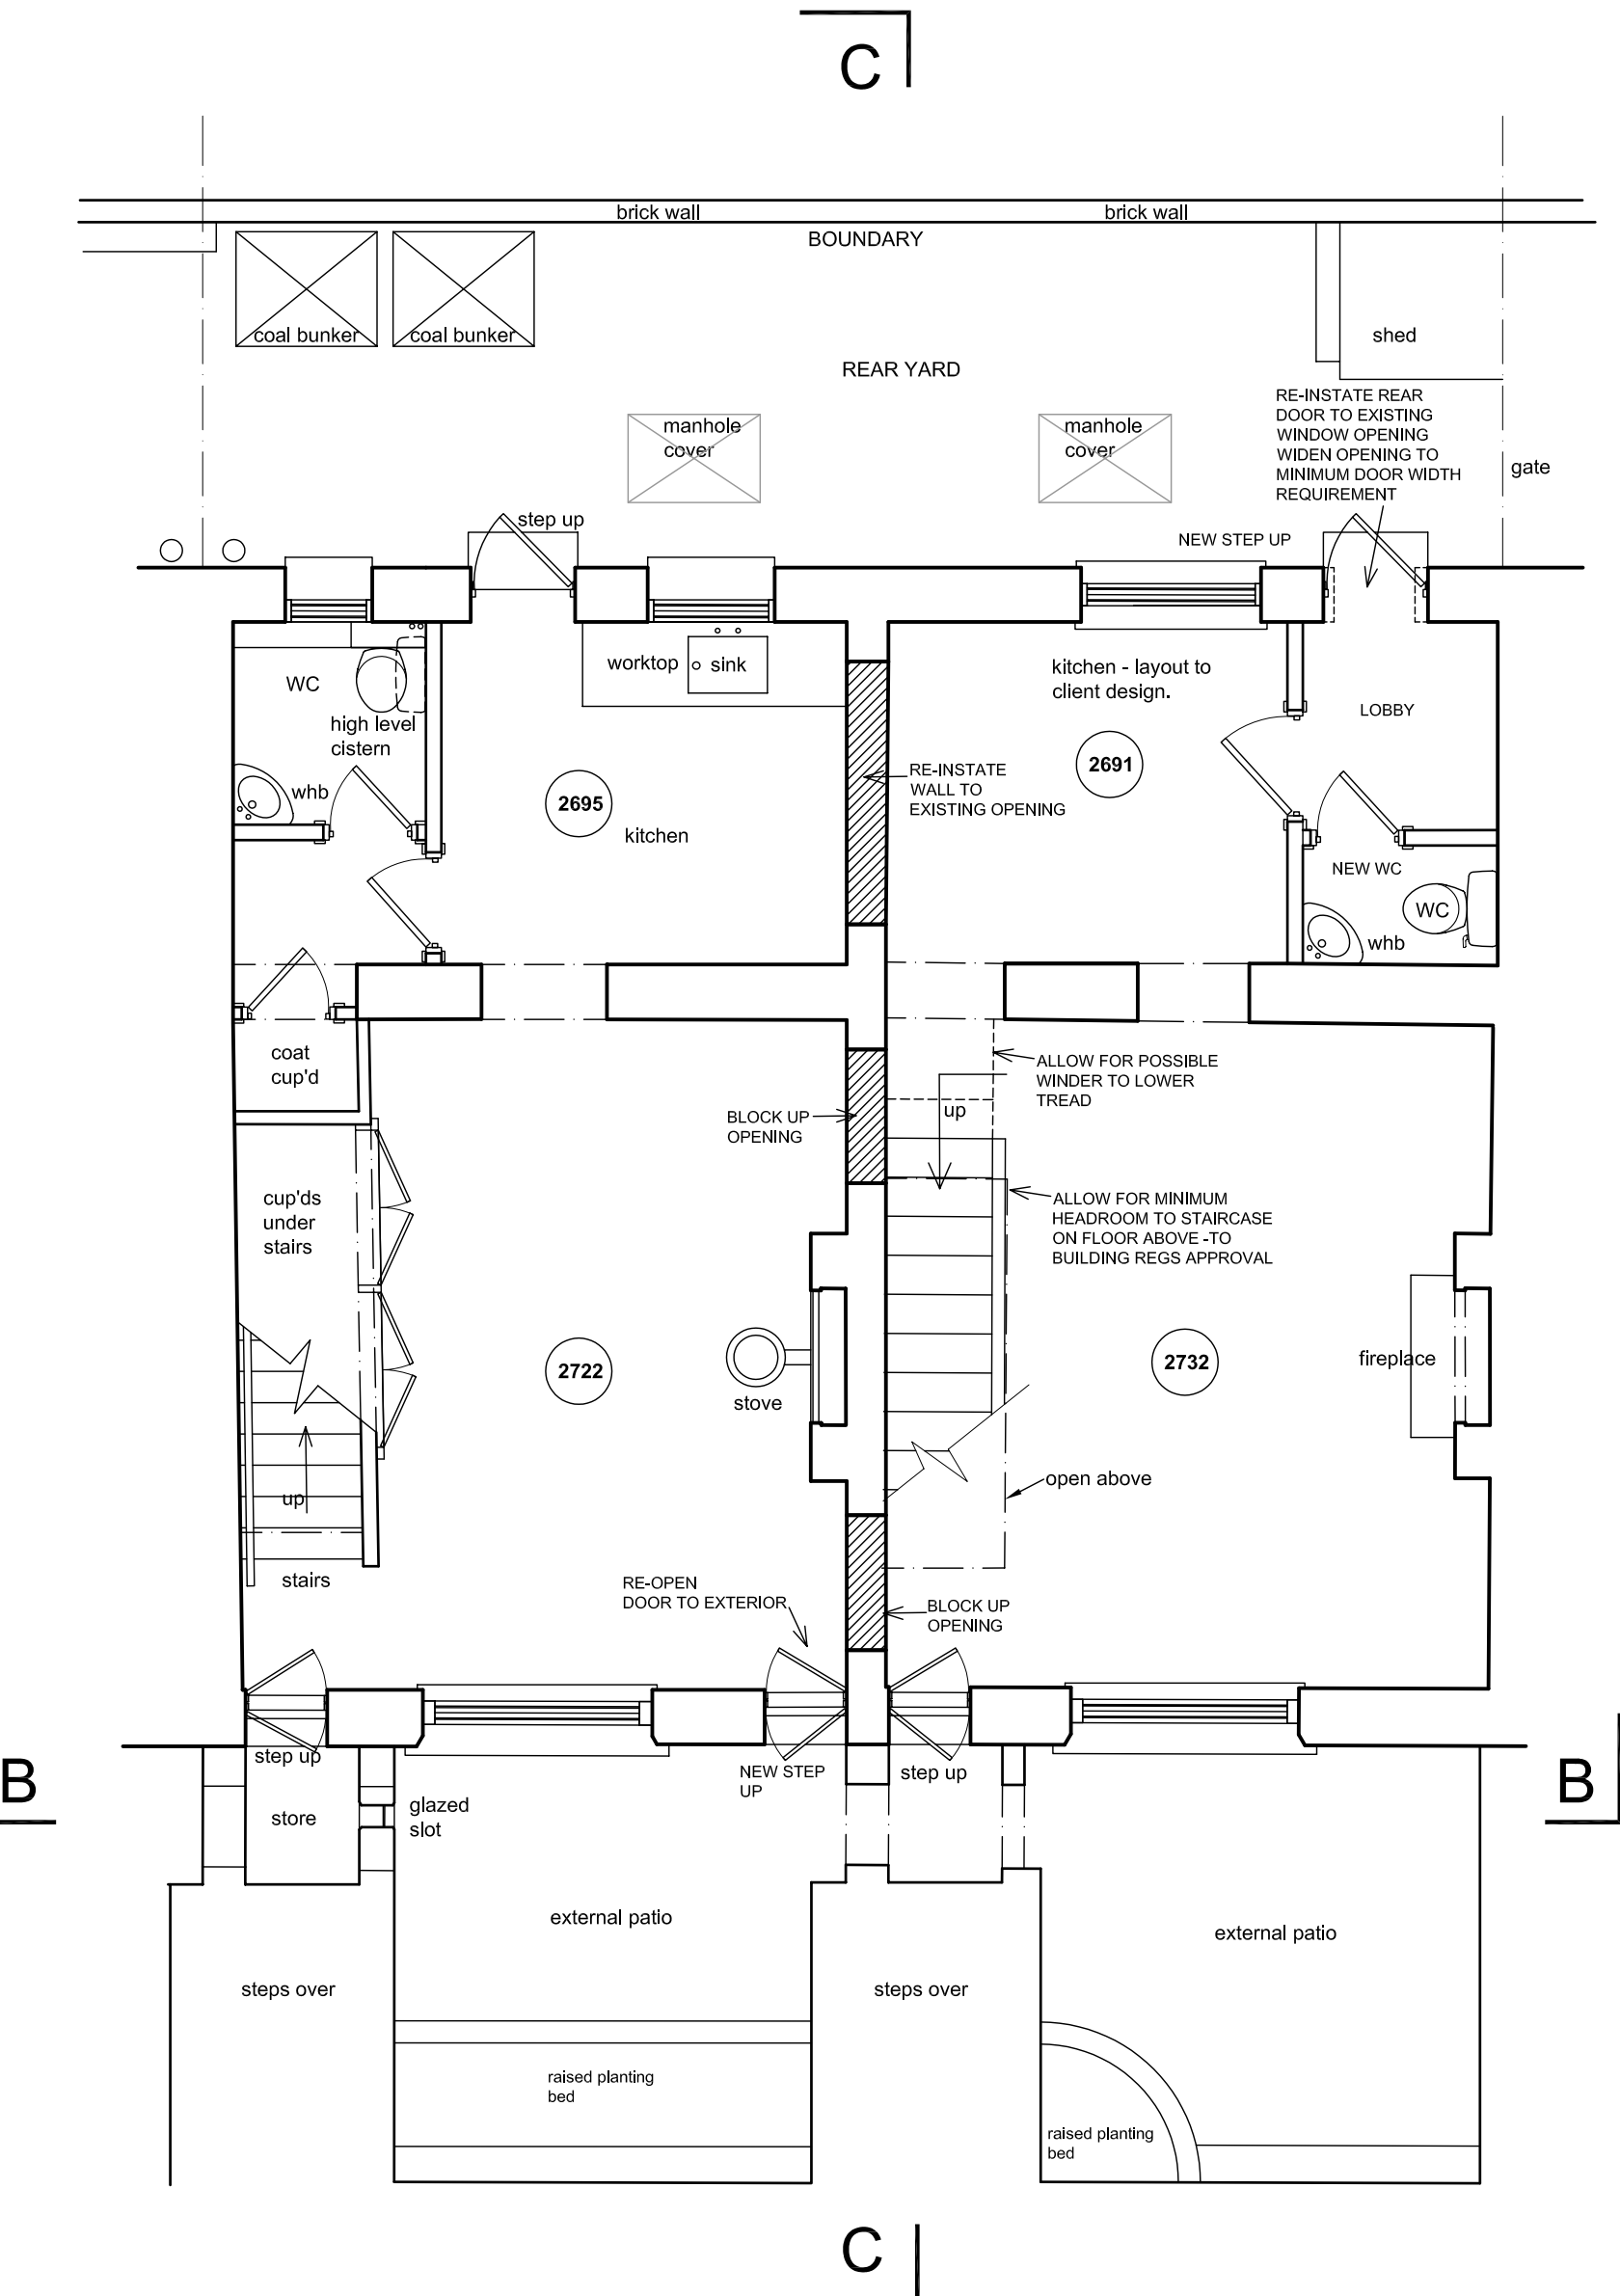 C
brick wall
brick wall
BOUNDARY
coal bunker
coal bunker
shed
REAR YARD
RE-INSTATE REAR
DOOR TO EXISTING
WINDOW OPENING
WIDEN OPENING TO
MINIMUM DOOR WIDTH
REQUIREMENT
manhole
cover
manhole
cover
gate
step up
NEW STEP UP
WC
high level
cistern
whb
worktop
sink
kitchen - layout to
client design.
LOBBY
2695
kitchen
RE-INSTATE
WALL TO
EXISTING OPENING
2691
NEW WC
WC
whb
coat
cup'd
BLOCK UP
OPENING
up
ALLOW FOR POSSIBLE
WINDER TO LOWER
TREAD
cup'ds
under
stairs
ALLOW FOR MINIMUM
HEADROOM TO STAIRCASE
ON FLOOR ABOVE -TO
BUILDING REGS APPROVAL
2722
stove
2732
fireplace
up
open above
stairs
RE-OPEN
DOOR TO EXTERIOR
BLOCK UP
OPENING
B
step up
store
glazed
slot
NEW STEP
UP
step up
B
external patio
external patio
steps over
steps over
raised planting
bed
raised planting
bed
C